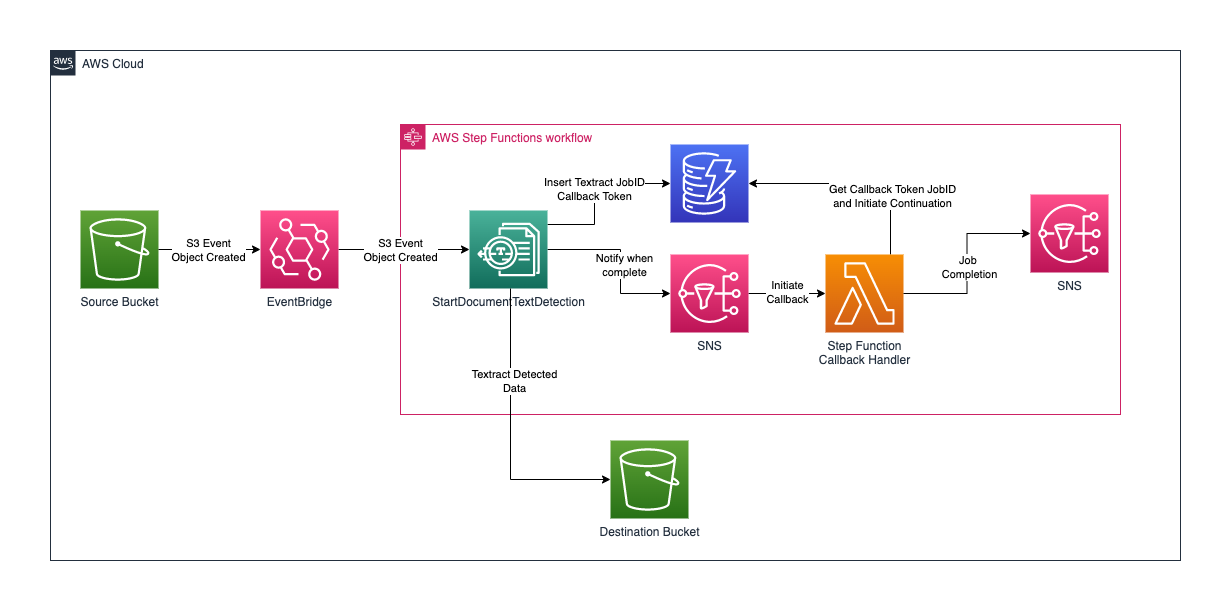 aws
AWS Cloud
AWS Step Functions workflow
Insert Textract JobID
Callback Token
Get Callback Token JobID
and Initiate Continuation
S3 Event
Object Created
S3 Event
Object Created
Notify when
complete
Job
Completion
Source Bucket
EventBridge
StartDocumentTextDetection
SNS
Initiate
Callback
SNS
Step Function
Callback Handler
Textract Detected
Data
Destination Bucket